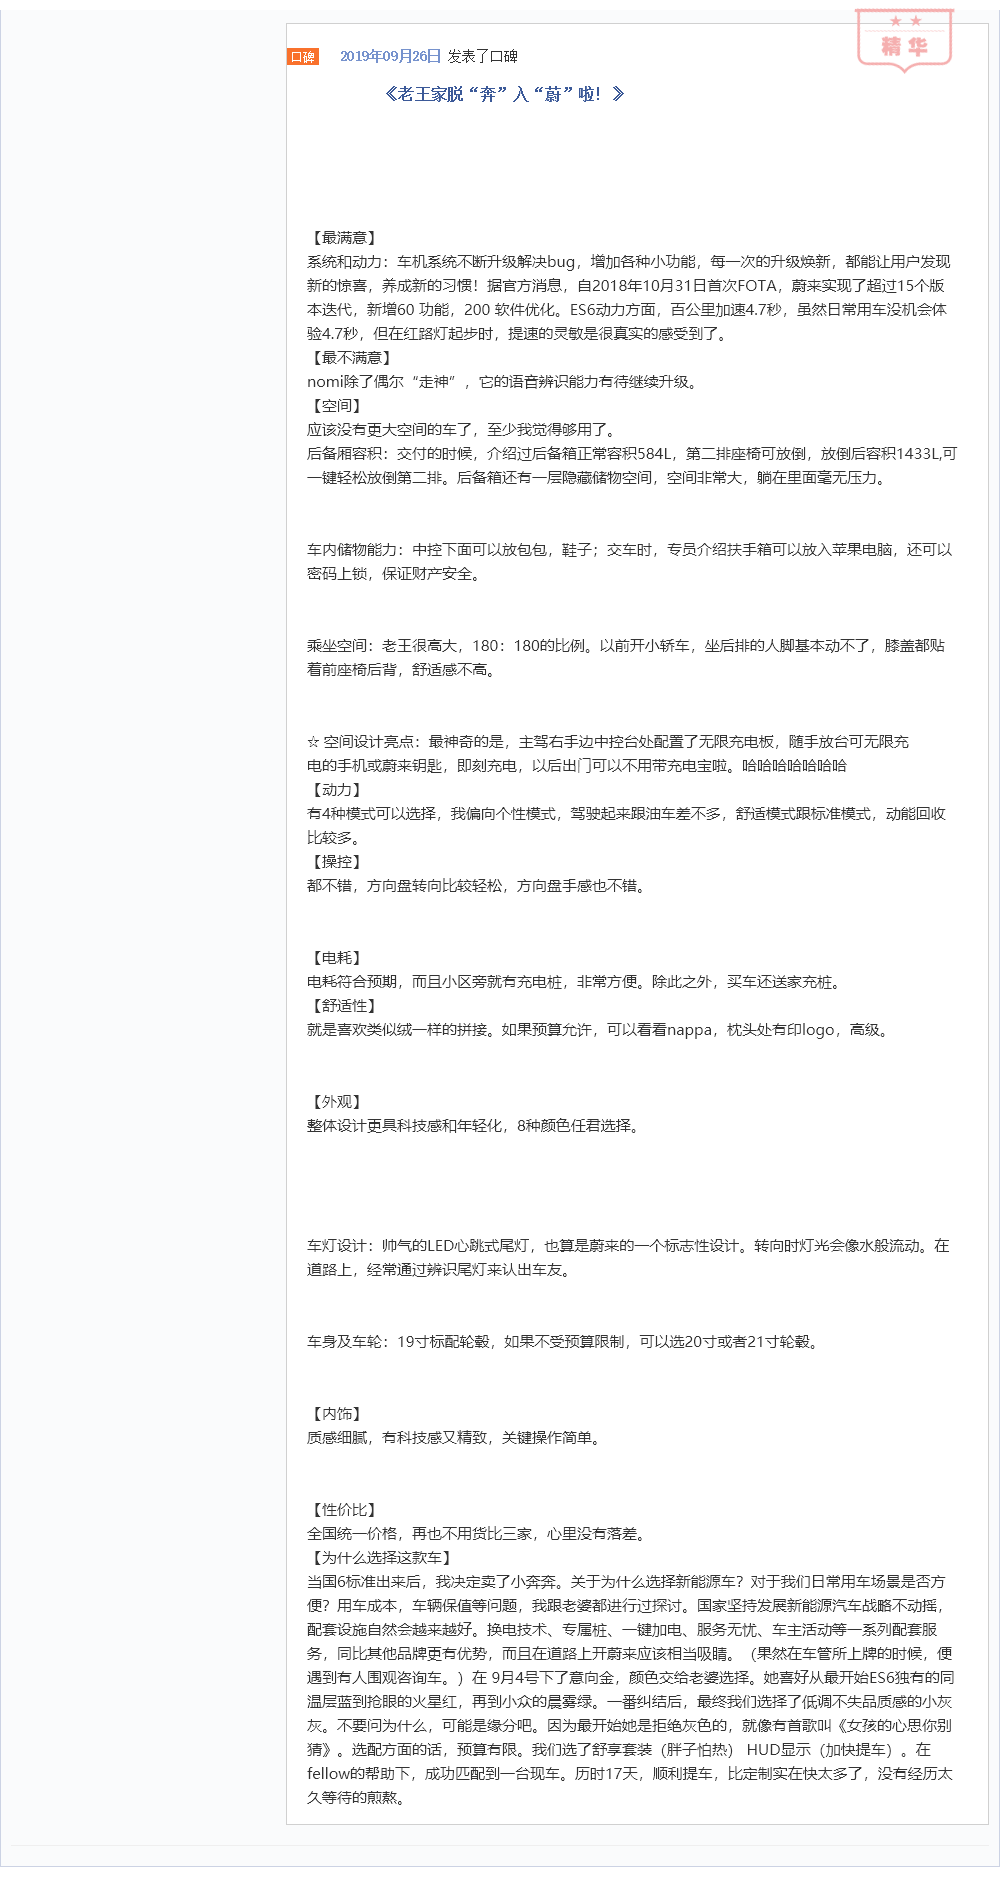 精华
口碑 2019年09月26日 发表了口碑
《老王家脱“奔”入“蔚”啦！》
【最满意】
系统和动力：车机系统不断升级解决bug，增加各种小功能，每一次的升级焕新，都能让用户发现
新的惊喜，养成新的习惯！据官方消息，自2018年10月31日首次FOTA，蔚来实现了超过15个版
本迭代，新增60 功能，200 软件优化。ES6动力方面，百公里加速4.7秒，虽然日常用车没机会体
验4.7秒，但在红路灯起步时，提速的灵敏是很真实的感受到了。
【最不满意】
nomi除了偶尔“走神”，它的语音辨识能力有待继续升级。
【空间】
应该没有更大空间的车了，至少我觉得够用了。
后备厢容积：交付的时候，介绍过后备箱正常容积584L，第二排座椅可放倒，放倒后容积1433L,可
一键轻松放倒第二排。后备箱还有一层隐藏储物空间，空间非常大，躺在里面毫无压力。
车内储物能力：中控下面可以放包包，鞋子；交车时，专员介绍扶手箱可以放入苹果电脑，还可以
密码上锁，保证财产安全。
乘坐空间：老王很高大，180：180的比例。以前开小轿车，坐后排的人脚基本动不了，膝盖都贴
着前座椅后背，舒适感不高。
☆ 空间设计亮点：最神奇的是，主驾右手边中控台处配置了无限充电板，随手放台可无限充
电的手机或蔚来钥匙，即刻充电，以后出门可以不用带充电宝啦。哈哈哈哈哈哈哈
【动力】
有4种模式可以选择，我偏向个性模式，驾驶起来跟油车差不多，舒适模式跟标准模式，动能回收
比较多。
【操控】
都不错，方向盘转向比较轻松，方向盘手感也不错。
【电耗】
电耗符合预期，而且小区旁就有充电桩，非常方便。除此之外，买车还送家充桩。
【舒适性】
就是喜欢类似绒一样的拼接。如果预算允许，可以看看nappa，枕头处有印logo，高级。
【外观】
整体设计更具科技感和年轻化，8种颜色任君选择。
车灯设计：帅气的LED心跳式尾灯，也算是蔚来的一个标志性设计。转向时灯光会像水般流动。在
道路上，经常通过辨识尾灯来认出车友。
车身及车轮：19寸标配轮毂，如果不受预算限制，可以选20寸或者21寸轮毂。
【内饰】
质感细腻，有科技感又精致，关键操作简单。
【性价比】
全国统一价格，再也不用货比三家，心里没有落差。
【为什么选择这款车】
当国6标准出来后，我决定卖了小奔奔。关于为什么选择新能源车？对于我们日常用车场景是否方
便？用车成本，车辆保值等问题，我跟老婆都进行过探讨。国家坚持发展新能源汽车战略不动摇，
配套设施自然会越来越好。换电技术、专属桩、一键加电、服务无忧、车主活动等一系列配套服
务，同比其他品牌更有优势，而且在道路上开蔚来应该相当吸睛。（果然在车管所上牌的时候，便
遇到有人围观咨询车。）在 9月4号下了意向金，颜色交给老婆选择。她喜好从最开始ES6独有的同
温层蓝到抢眼的火星红，再到小众的晨雾绿。一番纠结后，最终我们选择了低调不失品质感的小灰
灰。不要问为什么，可能是缘分吧。因为最开始她是拒绝灰色的，就像有首歌叫《女孩的心思你别
猜》。选配方面的话，预算有限。我们选了舒享套装（胖子怕热） HUD显示（加快提车）。在
fellow的帮助下，成功匹配到一台现车。历时17天，顺利提车，比定制实在快太多了，没有经历太
久等待的煎熬。